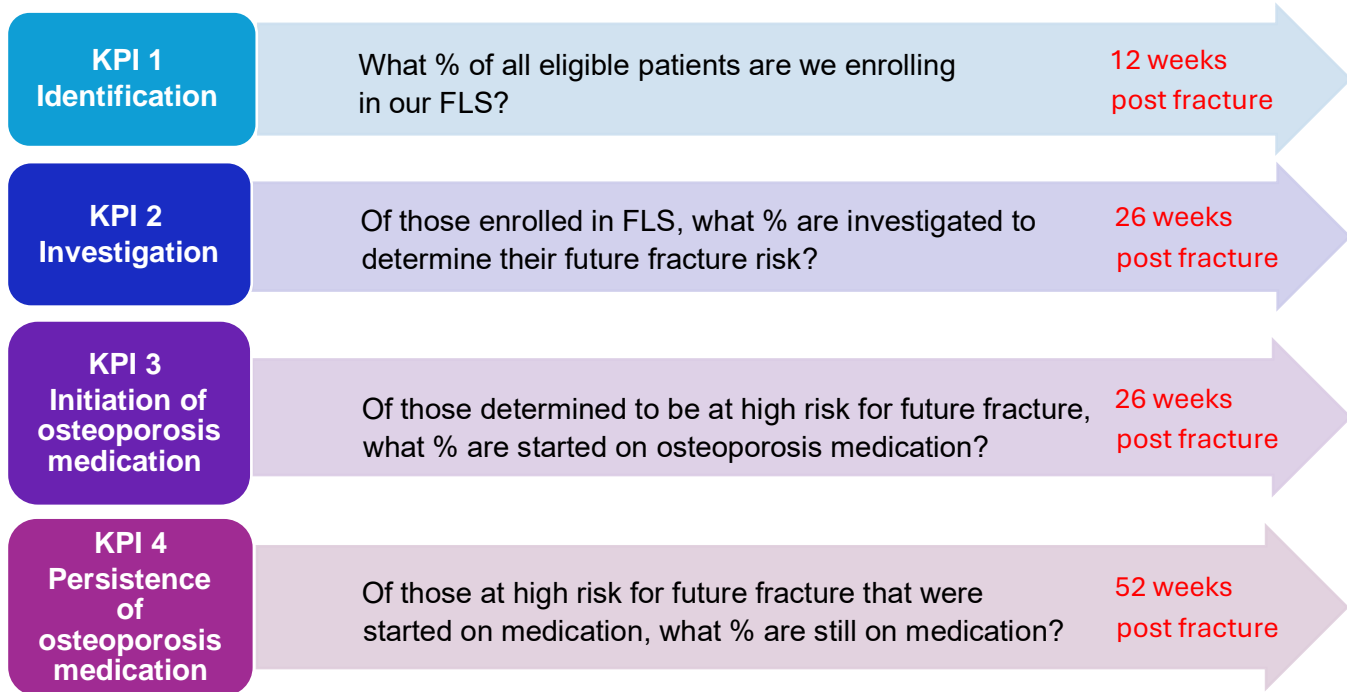 KPI 1
Identification
What % of all eligible patients are we enrolling
in our FLS?
12 weeks
post fracture
KPI 2
Investigation
Of those enrolled in FLS, what % are investigated to
determine their future fracture risk?
26 weeks
post fracture
KPI 3
Initiation of
osteoporosis
medication
Of those determined to be at high risk for future fracture,
what % are started on osteoporosis medication?
26 weeks
post fracture
KPI 4
Persistence
of
osteoporosis
medication
Of those at high risk for future fracture that were
started on medication, what % are still on medication?
52 weeks
post fracture